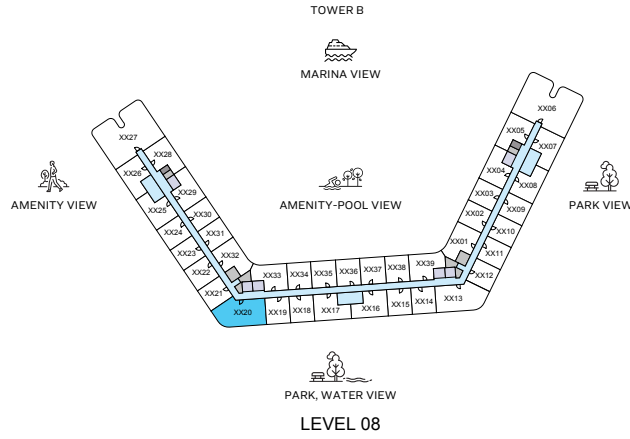 TOWER B
MARINA VIEW
XX06
XX27
XX05
XX07
XX28
XX26
XX04
XX08
XX29
XX25
XX03
XX09
AMENITY VIEW
AMENITY-POOL VIEW
PARK VIEW
XX30
XX24
XX02
XX10
XX31
XX23
XX01
XX11
XX32
XX22
XX33
XX34
XX35
XX36
XX37
XX38
XX39
XX12
XX21
XX20
XX19
XX18
XX17
XX16
XX15
XX14
XX13
PARK, WATER VIEW
LEVEL 08